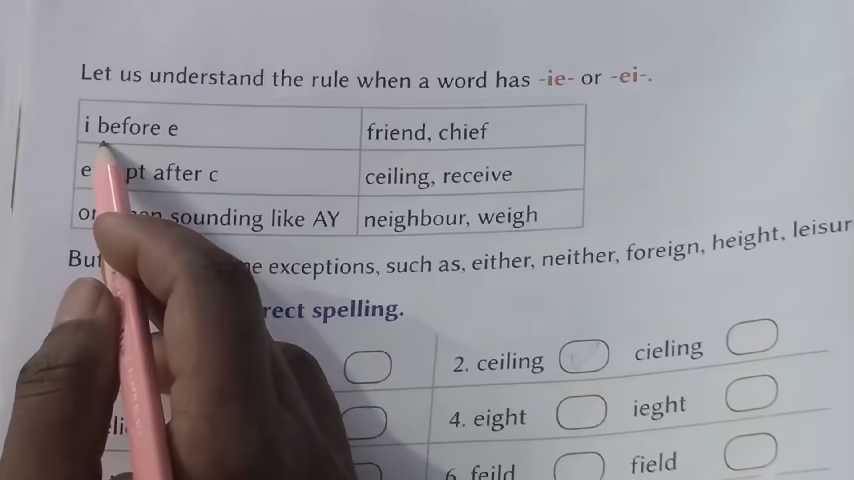 Let us understand the rule when a word has -ie- or -ei-.
i before e friend, chief
pt after c ceiling, receive
sounding like AY neighbour, weigh
But exceptions, such as, either, neither, foreign, height, leisur
rect spelling.
2. ceiling cieling
4. eight ieght
6. feild field